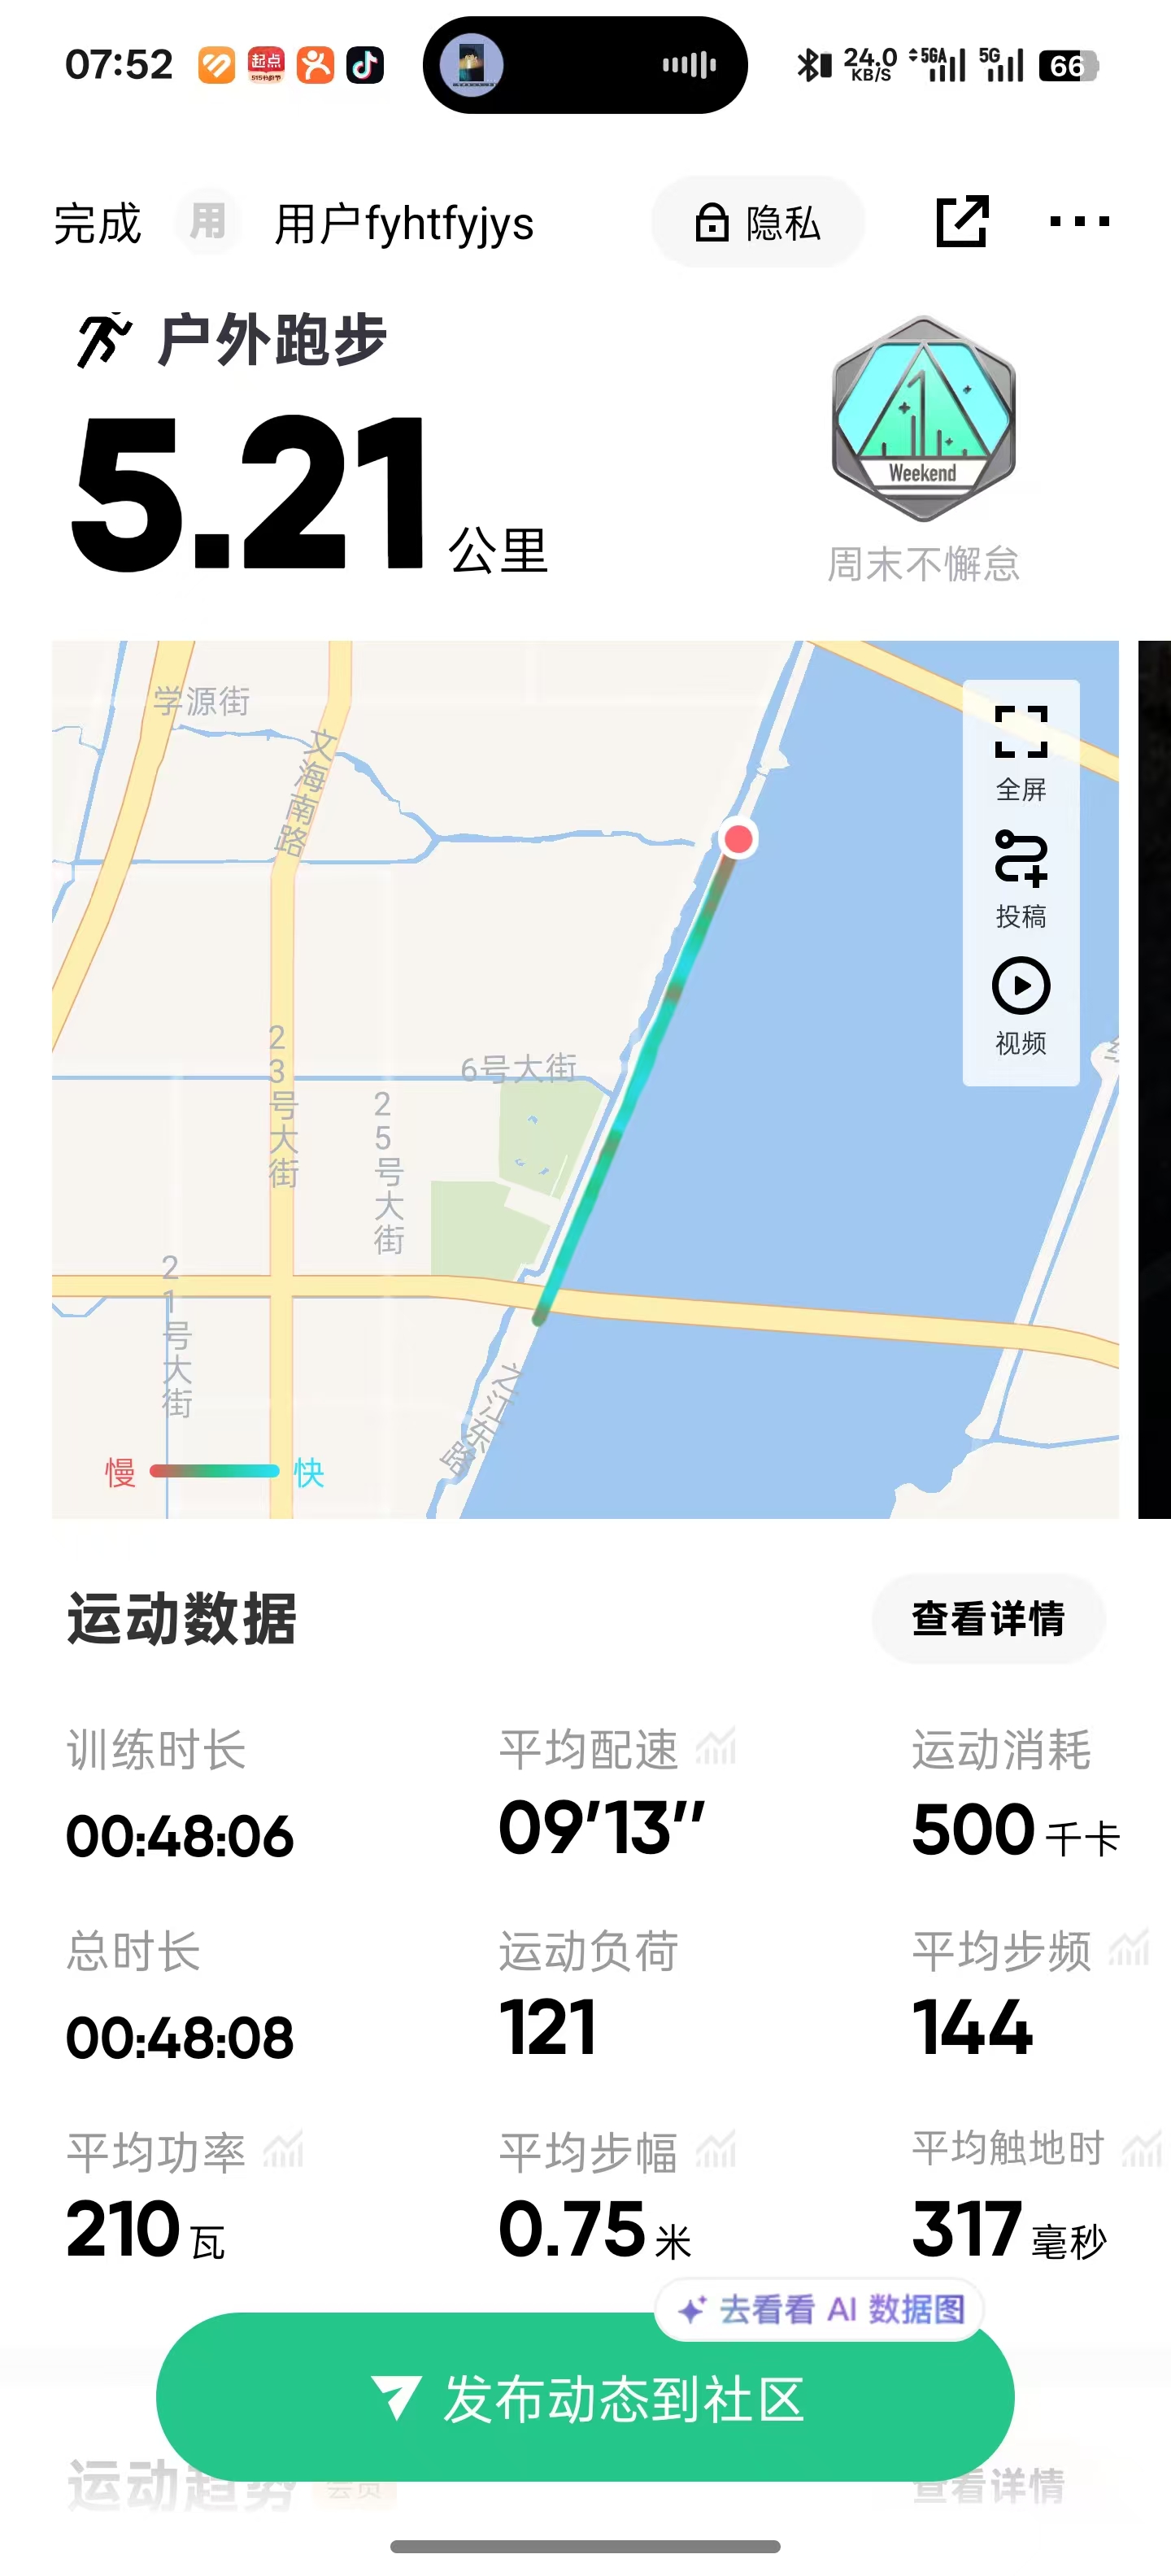 07:52
起点
24.0
KB/S
5GA
5G
66
完成
用
用户fyhtfyjys
隐私
户外跑步
5.21 公里
Weekend
周末不懈怠
学源街
文海南路
全屏
投稿
视频
23号大街
6号大街
25号大街
21号大街
之江东路
慢
快
运动数据
查看详情
训练时长
平均配速
运动消耗
00:48:06
09'13''
500 千卡
总时长
运动负荷
平均步频
00:48:08
121
144
平均功率
平均步幅
平均触地时
210 瓦
0.75 米
317 毫秒
去看看 AI 数据图
发布动态到社区
运动趋势
会员
查看详情